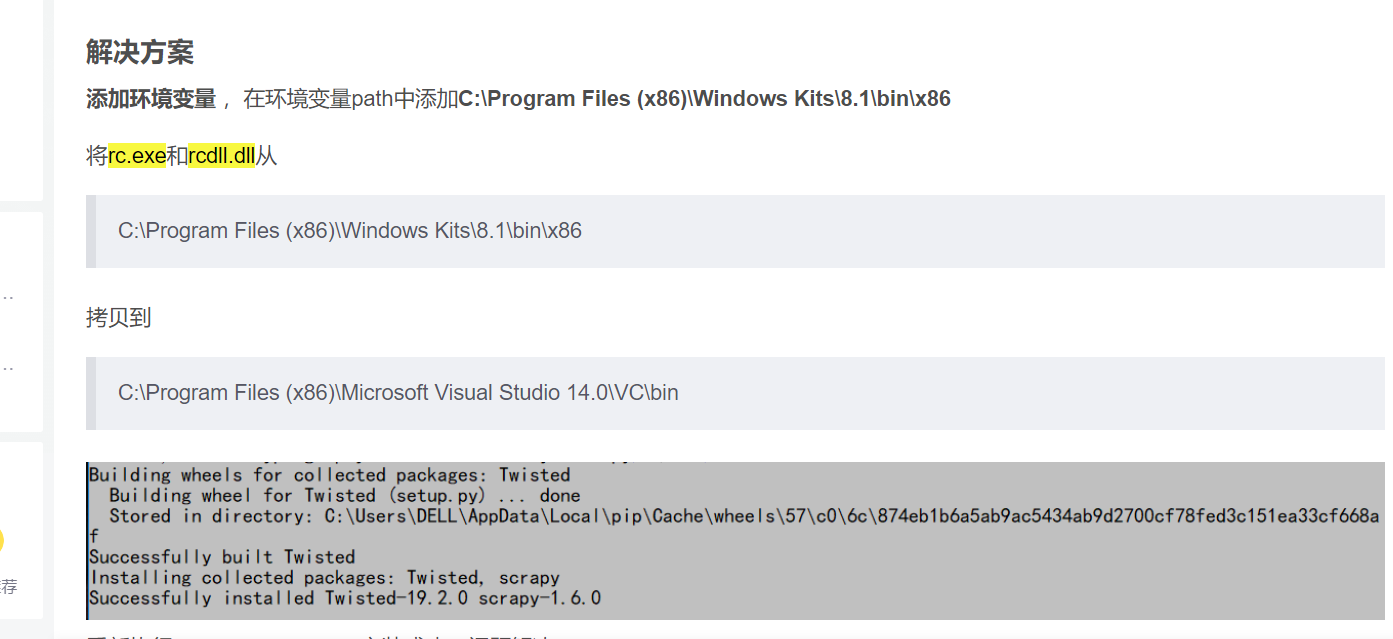 解决方案
添加环境变量 ，在环境变量path中添加C:\Program Files (x86)\Windows Kits\8.1\bin\x86
将rc.exe和rcdll.dll从
C:\Program Files (x86)\Windows Kits\8.1\bin\x86
..
拷贝到
..
C:\Program Files (x86)\Microsoft Visual Studio 14.0\VC\bin
Building wheels for collected packages: Twisted
Building wheel for Twisted (setup.py) ... done
Stored in directory: C:\Users\DELL\AppData\Local\pip\Cache\wheels\57\c0\6c\874eb1b6a5ab9ac5434ab9d2700cf78fed3c151ea33cf668a
f
Successfully built Twisted
Installing collected packages: Twisted, scrapy
Successfully installed Twisted-19.2.0 scrapy-1.6.0
荐